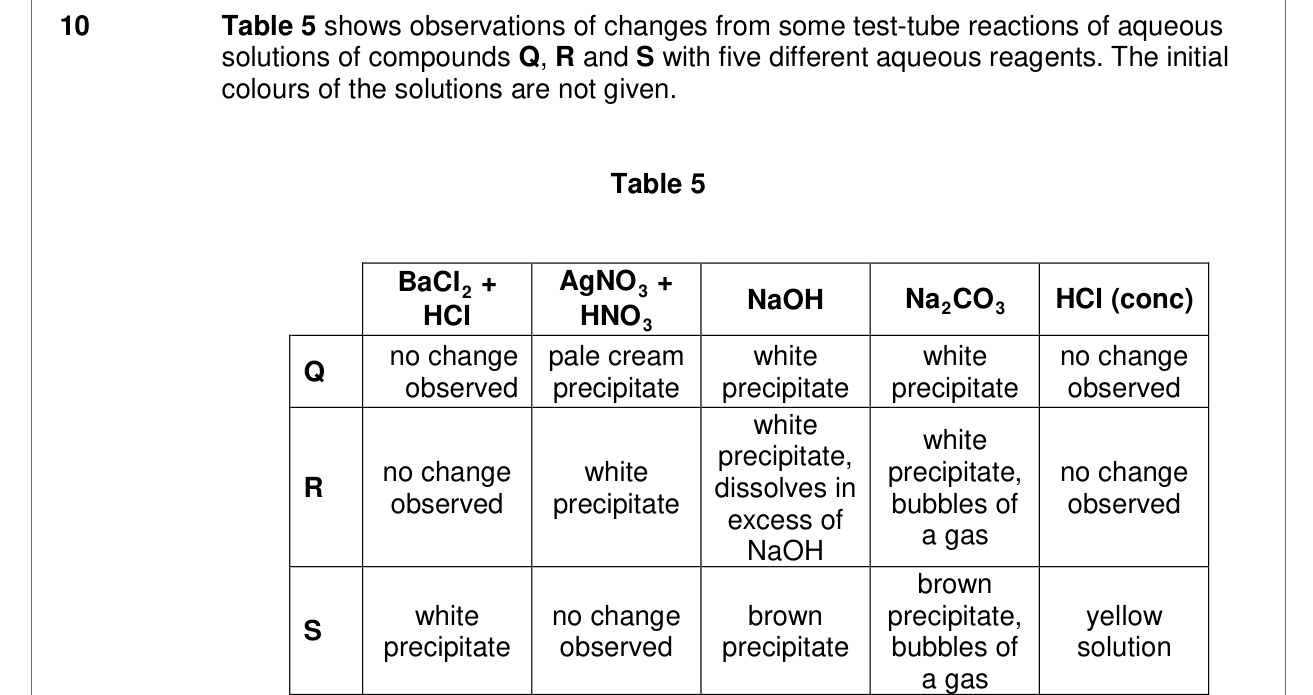 10
Table 5 shows observations of changes from some test-tube reactions of aqueous
solutions of compounds Q, R and S with five different aqueous reagents. The initial
colours of the solutions are not given.
Table 5
BaCl₂ + HCl | AgNO₃ + HNO₃ | NaOH | Na₂CO₃ | HCl (conc)
Q | no change observed | pale cream precipitate | white precipitate | white precipitate | no change observed
R | no change observed | white precipitate | white precipitate, dissolves in excess of NaOH | white precipitate, bubbles of a gas | no change observed
S | white precipitate | no change observed | brown precipitate | brown precipitate, bubbles of a gas | yellow solution